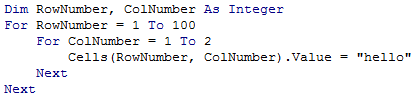 Dim RowNumber, ColNumber As Integer
For RowNumber = 1 To 100
    For ColNumber = 1 To 2
        Cells(RowNumber, ColNumber).Value = "hello"
    Next
Next